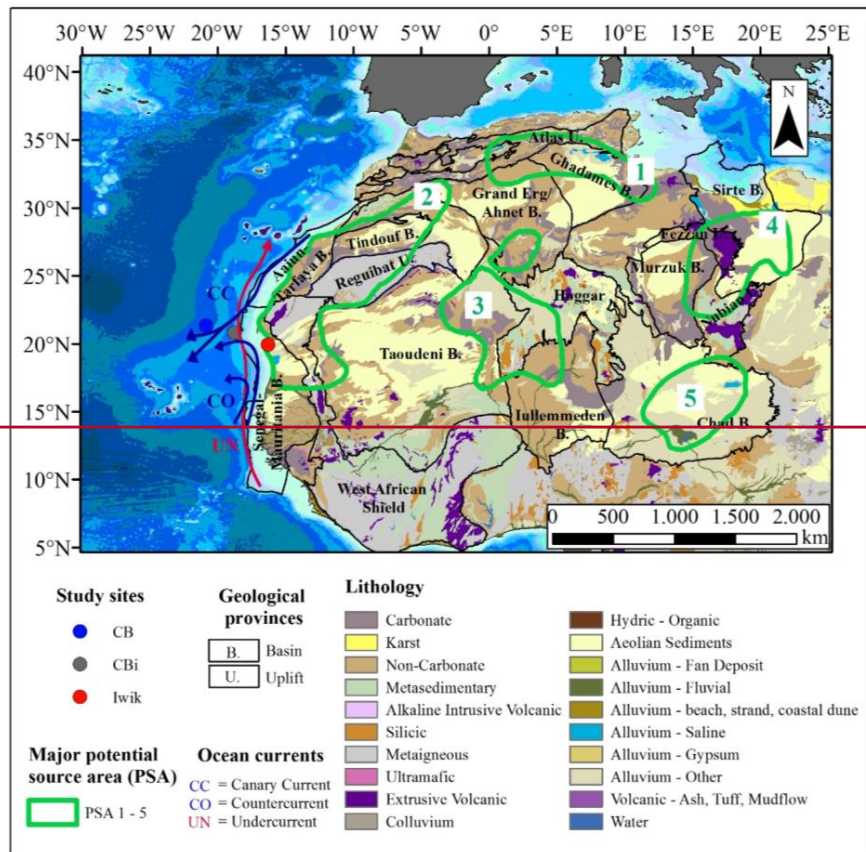 30°W 25°W 20°W 15°W 10°W 5°W 0° 5°E 10°E 15°E 20°E 25°E
40°N
35°N
30°N
25°N
20°N
15°N
10°N
5°N
N
Atlas U.
Ghadames B.
1
Sirte B.
2
Grand Erg/
Ahnet B.
4
Tindouf B.
Fezzan
Aaiun-
Tarfaya B.
Reguibat U.
Murzuk B.
CC
Haggar
Nubian
3
Taoudeni B.
5
CO
Senegal-
Mauritania B.
Iullemmeden
B.
Chad B.
UN
West African
Shield
0 500 1.000 1.500 2.000
km
Study sites
CB
CBi
Iwik
Geological
provinces
B. Basin
U. Uplift
Major potential
source area (PSA)
PSA 1 - 5
Ocean currents
CC = Canary Current
CO = Countercurrent
UN = Undercurrent
Lithology
Carbonate
Karst
Non-Carbonate
Metasedimentary
Alkaline Intrusive Volcanic
Silicic
Metaigneous
Ultramafic
Extrusive Volcanic
Colluvium
Hydric - Organic
Aeolian Sediments
Alluvium - Fan Deposit
Alluvium - Fluvial
Alluvium - beach, strand, coastal dune
Alluvium - Saline
Alluvium - Gypsum
Alluvium - Other
Volcanic - Ash, Tuff, Mudflow
Water